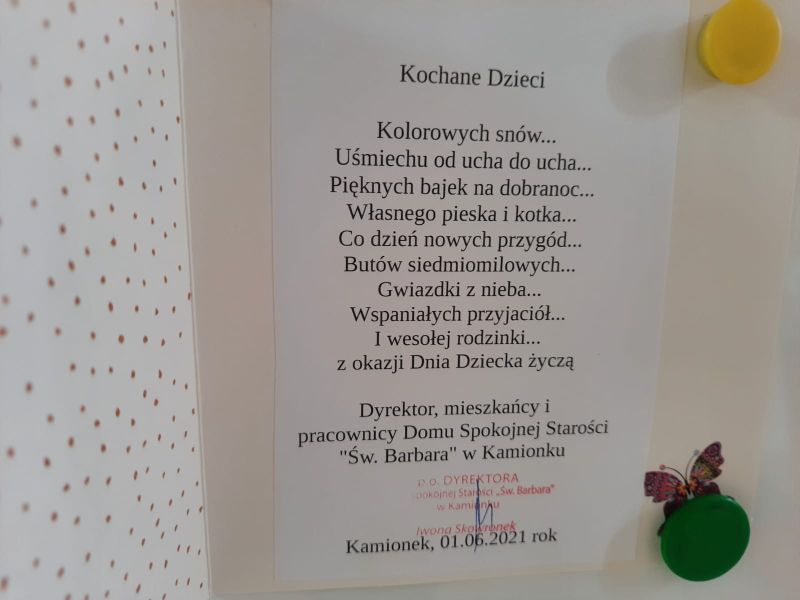 Kochane Dzieci
Kolorowych snów...
Uśmiechu od ucha do ucha...
Pięknych bajek na dobranoc...
Własnego pieska i kotka...
Co dzień nowych przygód...
Butów siedmiomilowych...
Gwiazdki z nieba...
Wspaniałych przyjaciół...
I wesołej rodzinki...
z okazji Dnia Dziecka życzą
Dyrektor, mieszkańcy i
pracownicy Domu Spokojnej Starości
"Św. Barbara" w Kamionku
p.o. DYREKTORA
Spokojnej Starości „Św. Barbara"
w Kamionku
Iwona Skowronek
Kamionek, 01.06.2021 rok